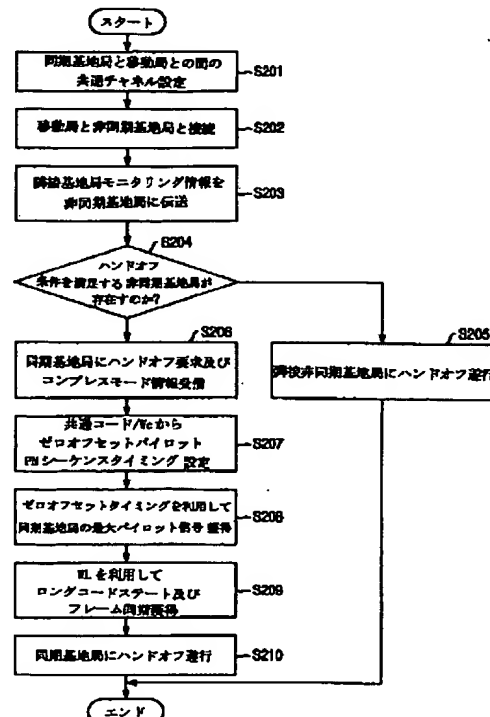 スタート
同期基地局と移動局との間の
共通チャネル設定
S201
移動局と非同期基地局と接続
S202
隣接基地局モニタリング情報を
非同期基地局に伝送
S203
S204
ハンドオフ
条件を満足する非同期基地局が
存在すのか?
S205
隣接非同期基地局にハンドオフ遂行
S206
同期基地局にハンドオフ要求及び
コンプレスモード情報受信
共通コード/Wcから
ゼロオフセットパイロット
PNシーケンスタイミング 設定
S207
ゼロオフセットタイミングを利用して
同期基地局の最大パイロット信号 獲得
S208
を利用して
ロングコードステート及び
フレーム同期獲得
S209
同期基地局にハンドオフ遂行
S210
エンド